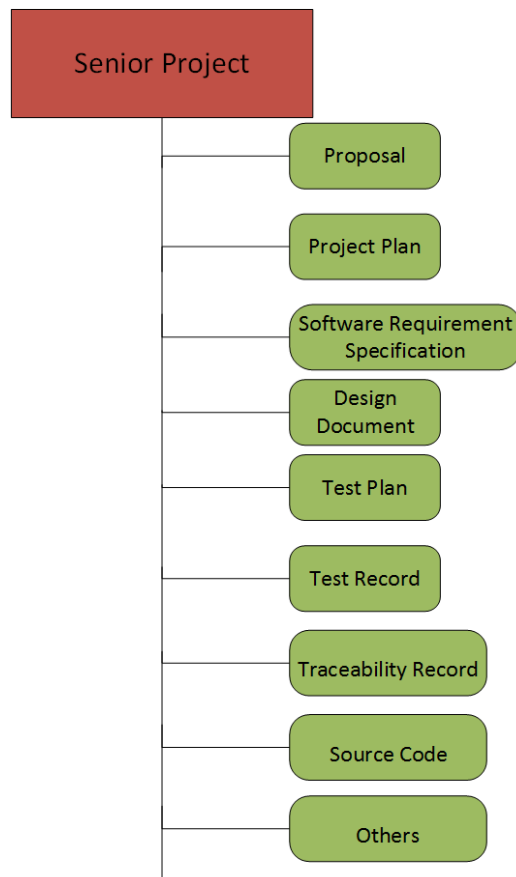 Senior Project
Proposal
Project Plan
Software Requirement
Specification
Design
Document
Test Plan
Test Record
Traceability Record
Source Code
Others